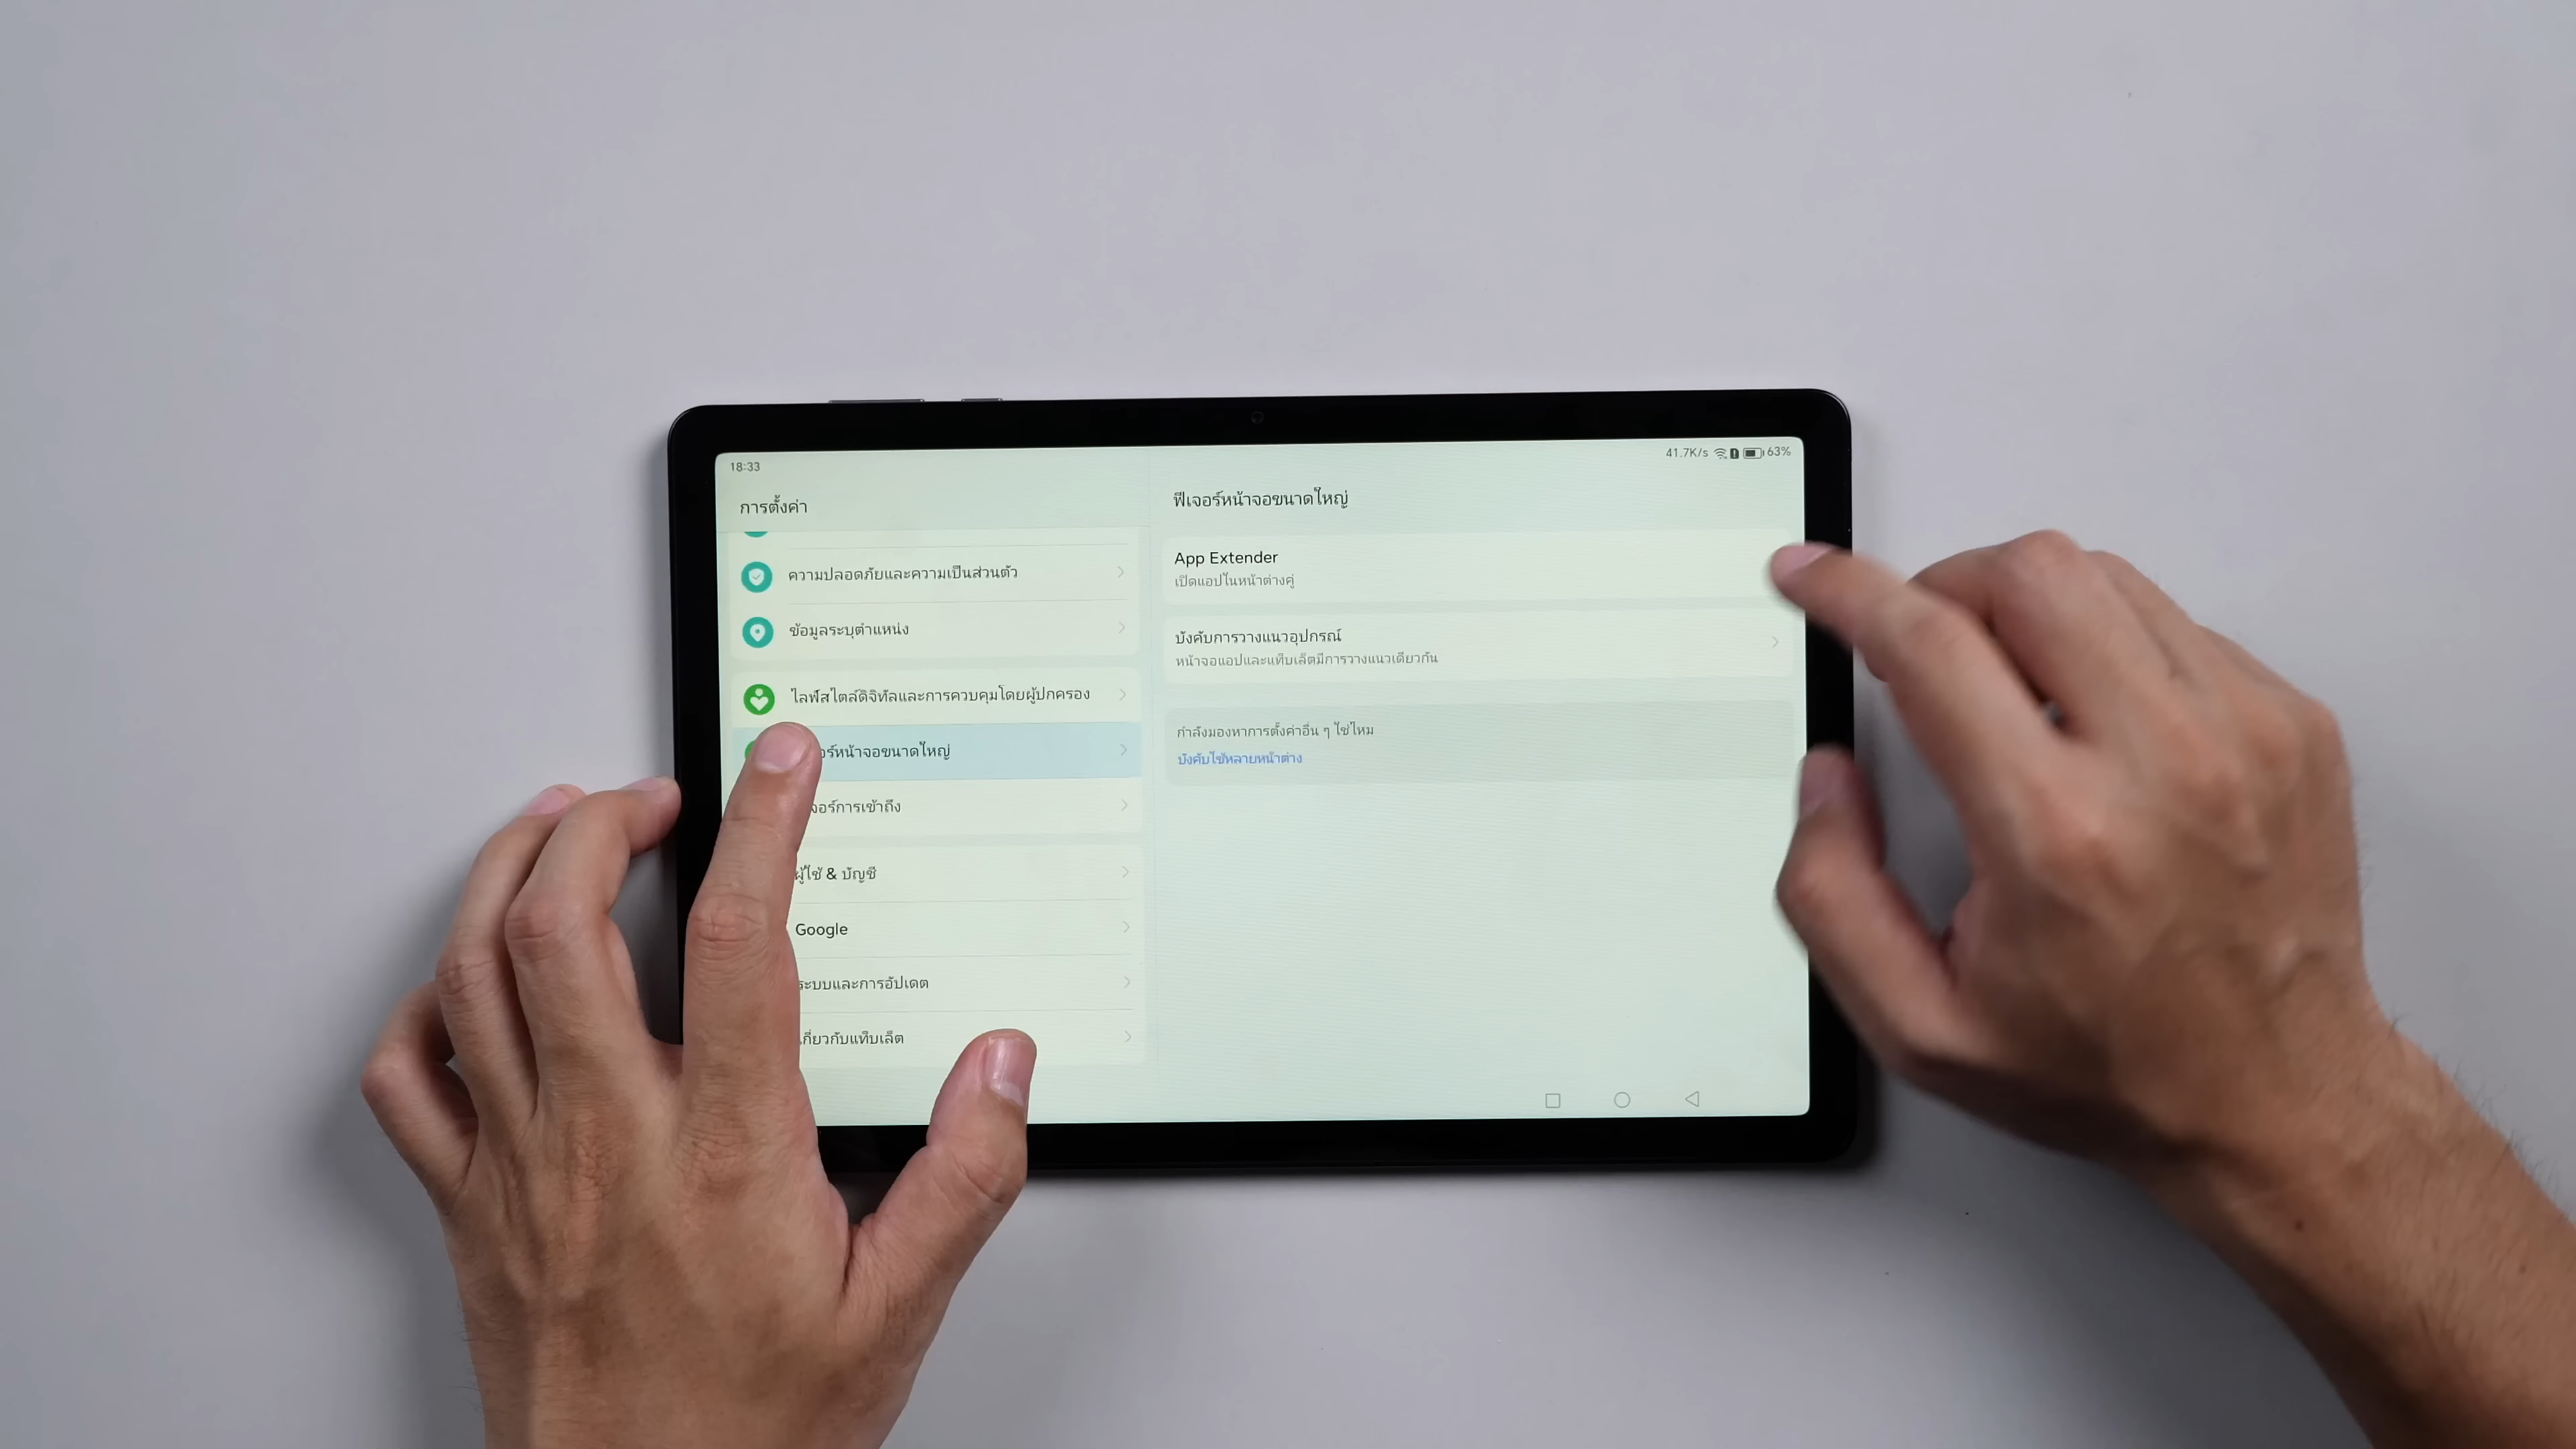 18:33
41.7K/s
63%
การตั้งค่า
ความปลอดภัยและความเป็นส่วนตัว
ข้อมูลระบุตำแหน่ง
ไลฟ์สไตล์ดิจิทัลและการควบคุมโดยผู้ปกครอง
อร์หน้าจอขนาดใหญ่
จอร์การเข้าถึง
ผู้ใช้ & บัญชี
Google
ระบบและการอัปเดต
เกี่ยวกับแท็บเล็ต
ฟีเจอร์หน้าจอขนาดใหญ่
App Extender
เปิดแอปในหน้าต่างคู่
บังคับการวางแนวอุปกรณ์
หน้าจอแอปและแท็บเล็ตมีการวางแนวเดียวกัน
กำลังมองหาการตั้งค่าอื่น ๆ ใช่ไหม
บังคับใช้หลายหน้าต่าง